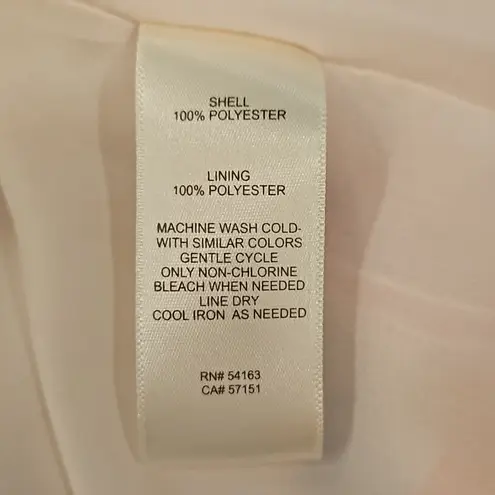 SHELL
100% POLYESTER
LINING
100% POLYESTER
MACHINE WASH COLD-
WITH SIMILAR COLORS
GENTLE CYCLE
ONLY NON-CHLORINE
BLEACH WHEN NEEDED
LINE DRY
COOL IRON AS NEEDED
RN# 54163
CA# 57151